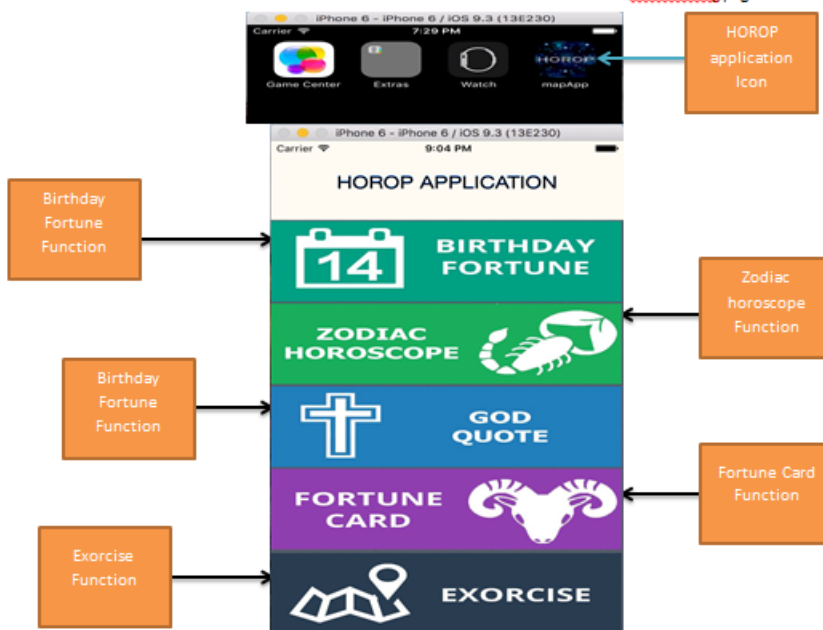 iPhone 6 - iPhone 6 / iOS 9.3 (13E230)
Carrier 7:29 PM
HOROP
Game Center Extras Watch mapApp
HOROP
application
Icon
iPhone 6 - iPhone 6 / iOS 9.3 (13E230)
Carrier 9:04 PM
HOROP APPLICATION
Birthday
Fortune
Function
14
BIRTHDAY
FORTUNE
Zodiac
horoscope
Function
ZODIAC
HOROSCOPE
Birthday
Fortune
Function
GOD
QUOTE
Fortune Card
Function
FORTUNE
CARD
Exorcise
Function
EXORCISE